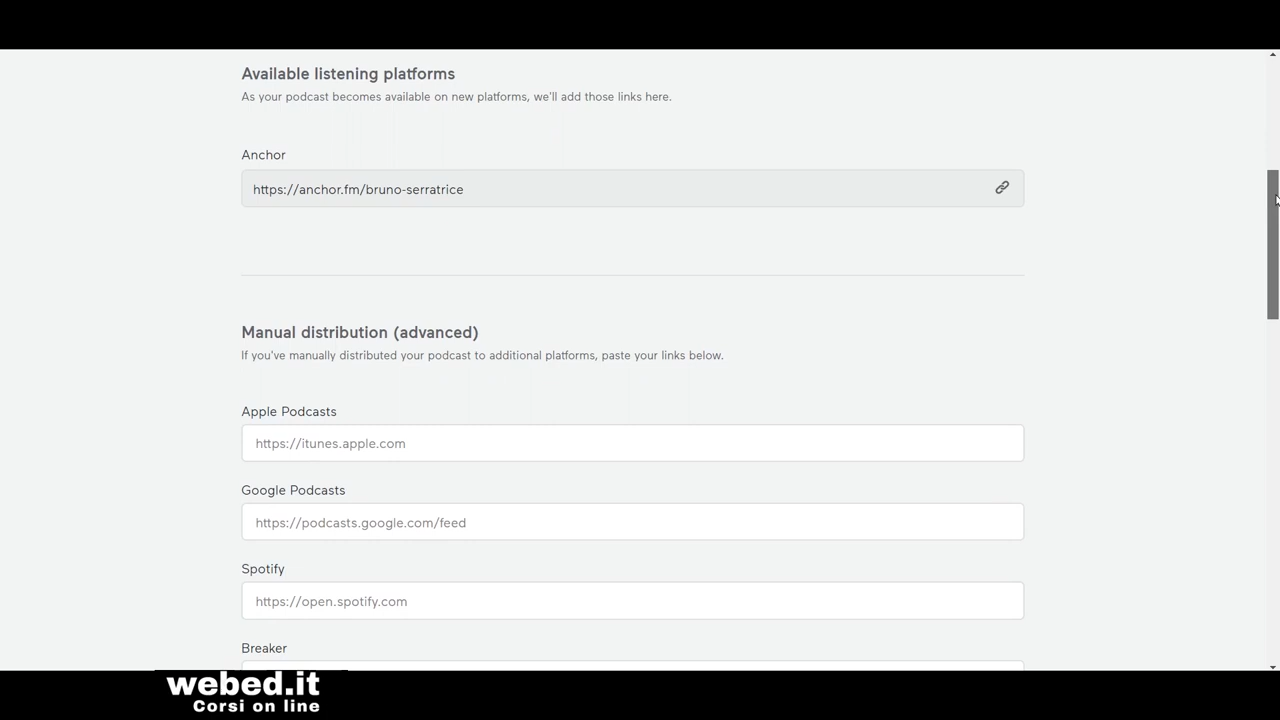 Available listening platforms
As your podcast becomes available on new platforms, we'll add those links here.
Anchor
https://anchor.fm/bruno-serratrice
Manual distribution (advanced)
If you've manually distributed your podcast to additional platforms, paste your links below.
Apple Podcasts
https://itunes.apple.com
Google Podcasts
https://podcasts.google.com/feed
Spotify
https://open.spotify.com
Breaker
webed.it
Corsi on line